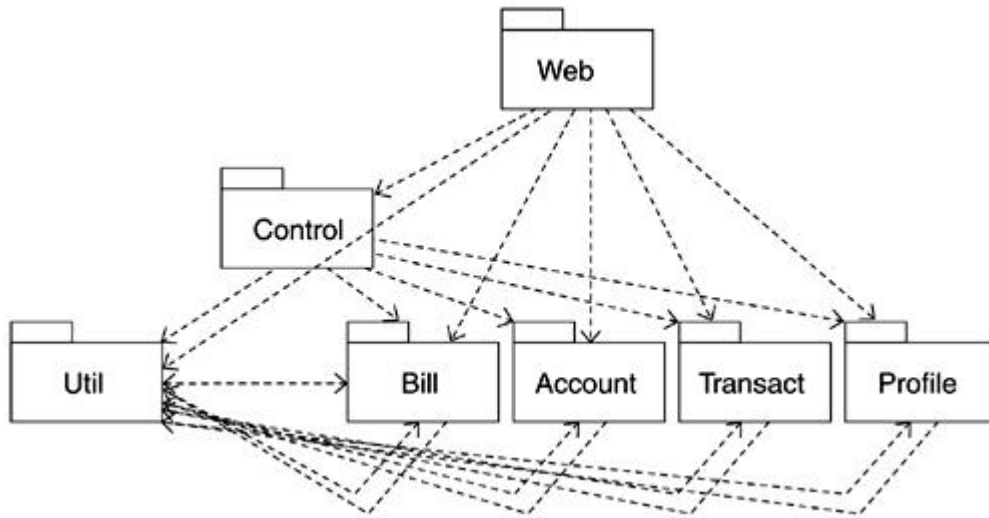 Web
Control
Util
Bill
Account
Transact
Profile